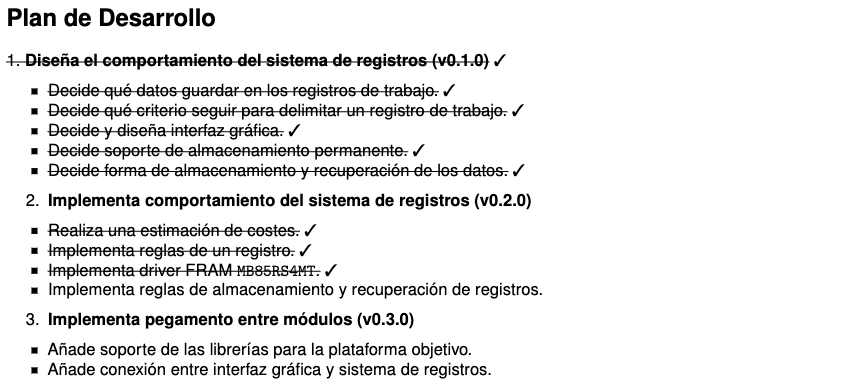 Plan de Desarrollo
1. Diseña el comportamiento del sistema de registros (v0.1.0) ✓
▪ Decide qué datos guardar en los registros de trabajo. ✓
▪ Decide qué criterio seguir para delimitar un registro de trabajo. ✓
▪ Decide y diseña interfaz gráfica. ✓
▪ Decide soporte de almacenamiento permanente. ✓
▪ Decide forma de almacenamiento y recuperación de los datos. ✓
2. Implementa comportamiento del sistema de registros (v0.2.0)
▪ Realiza una estimación de costes. ✓
▪ Implementa reglas de un registro. ✓
▪ Implementa driver FRAM MB85RS4MT. ✓
▪ Implementa reglas de almacenamiento y recuperación de registros.
3. Implementa pegamento entre módulos (v0.3.0)
▪ Añade soporte de las librerías para la plataforma objetivo.
▪ Añade conexión entre interfaz gráfica y sistema de registros.